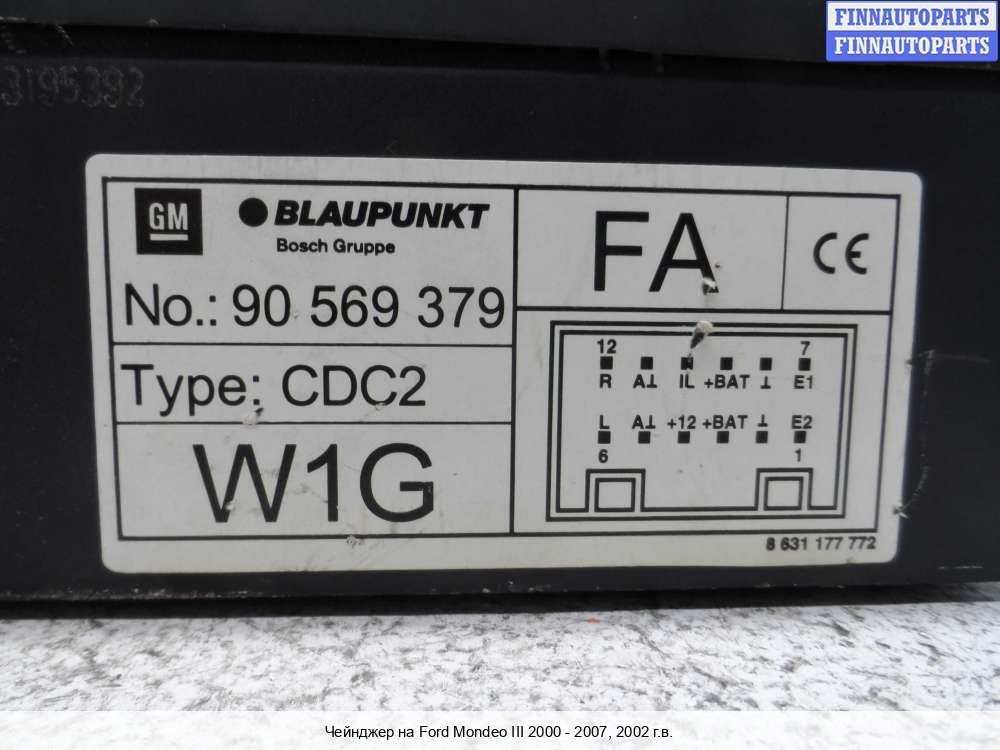 FINNAUTOPARTS
FINNAUTOPARTS
3195392
GM
BLAUPUNKT
Bosch Gruppe
No.: 90 569 379
Type: CDC2
W1G
FA
CE
12 7
R A⊥ IL +BAT ⊥ E1
L A⊥ +12 +BAT ⊥ E2
6 1
8 631 177 772
Чейнджер на Ford Mondeo III 2000 - 2007, 2002 г.в.